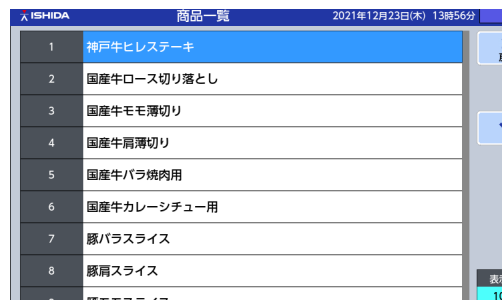 ISHIDA 商品一覧 2021年12月23日(木) 13時56分
1 神戸牛ヒレステーキ
2 国産牛ロース切り落とし
3 国産牛モモ薄切り
4 国産牛肩薄切り
5 国産牛バラ焼肉用
6 国産牛カレーシチュー用
7 豚バラスライス
8 豚肩スライス